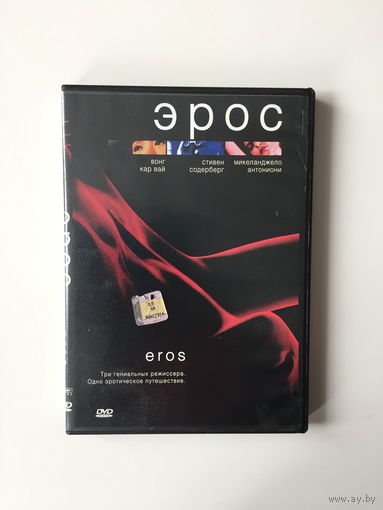 эрос
вонг
кар вай
стивен
содерберг
микеланджело
антониони
eros
Три гениальных режиссера.
Одно эротическое путешествие.
DVD
www.ay.by